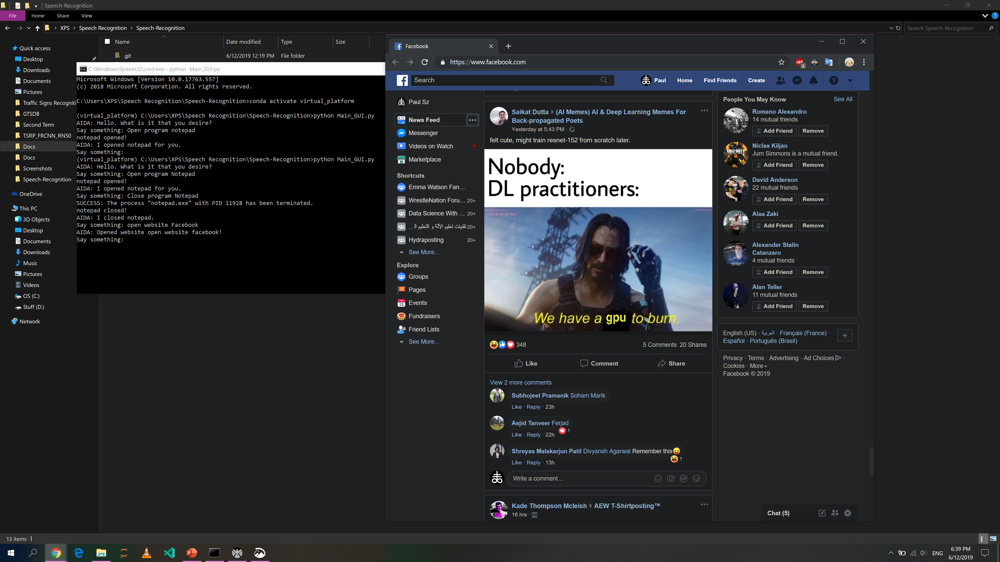 Speech-Recognition
File Home Share View
XPS Speech Recognition Speech-Recognition
Search Speech-Recognition
Name Date modified Type Size
.git 6/12/2019 12:19 PM File folder
Quick access
Desktop
Downloads
Documents
Pictures
Traffic Signs Recogniti
GTSDB
Second Term
TSRP_FRCNN_RN50
Docs
Docs
Screenshots
Speech-Recognition
OneDrive
This PC
3D Objects
Desktop
Documents
Downloads
Music
Pictures
Videos
OS (C:)
Stuff (D:)
Network
13 items
C:\Windows\System32\cmd.exe - python  Main_GUI.py
Microsoft Windows [Version 10.0.17763.557]
(c) 2018 Microsoft Corporation. All rights reserved.
C:\Users\XPS\Speech Recognition\Speech-Recognition>conda activate virtual_platform
(virtual_platform) C:\Users\XPS\Speech Recognition\Speech-Recognition>python Main_GUI.py
AIDA: Hello. What is it that you desire?
Say something: Open program notepad
notepad opened!
AIDA: I opened notepad for you.
Say something:
(virtual_platform) C:\Users\XPS\Speech Recognition\Speech-Recognition>python Main_GUI.py
AIDA: Hello. What is it that you desire?
Say something: Open program Notepad
notepad opened!
AIDA: I opened notepad for you.
Say something: Close program Notepad
SUCCESS: The process "notepad.exe" with PID 11928 has been terminated.
notepad closed!
AIDA: I closed notepad.
Say something: open website Facebook
AIDA: Opened website open website facebook!
Say something:
Facebook
https://www.facebook.com
ABP 2
Search
Paul Home Find Friends Create
Paul Sz
News Feed
Messenger
Videos on Watch
Marketplace
Shortcuts
Emma Watson Fan...
WrestleNation Foru... 20+
Data Science With ... 20+
تقنيات تعليم الألة و التعليم الـ .. 20+
Hydraposting 20+
See More...
Explore
Groups
Pages
13 Events
Fundraisers
Friend Lists
See More...
Saikat Dutta (AI Memes) AI & Deep Learning Memes For
Back-propagated Poets
Yesterday at 5:43 PM ·
felt cute, might train resnet-152 from scratch later.
Nobody:
DL practitioners:
SYSTEM SETUP NAV
We have a gpu to burn.
348 5 Comments 20 Shares
Like Comment Share
View 2 more comments
Subhojeet Pramanik Soham Marik
Like · Reply · 23h
Asjid Tanveer Ferjad
1
Like · Reply · 22h
Shreyas Malakarjun Patil Divyansh Agarwal Remember this😜
1
Like · Reply · 13h
Write a comment...
GIF
Kade Thompson Mcleish AEW T-Shirtposting™
16 hrs ·
People You May Know See All
Romano Alexandro
14 mutual friends
Add Friend Remove
CALL·DUTY
Niclas Kiljan
Jurn Simmons is a mutual friend.
Add Friend Remove
David Anderson
22 mutual friends
Add Friend Remove
Alaa Zaki
Add Friend Remove
Alexander Stalin
Catanzaro
4 mutual friends
Add Friend Remove
Alan Teller
11 mutual friends
Add Friend Remove
English (US) · العربية · Français (France) ·
Español · Português (Brasil)
Privacy · Terms · Advertising · Ad Choices ·
Cookies · More
Facebook © 2019
Chat (5)
ENG
6:39 PM
6/12/2019